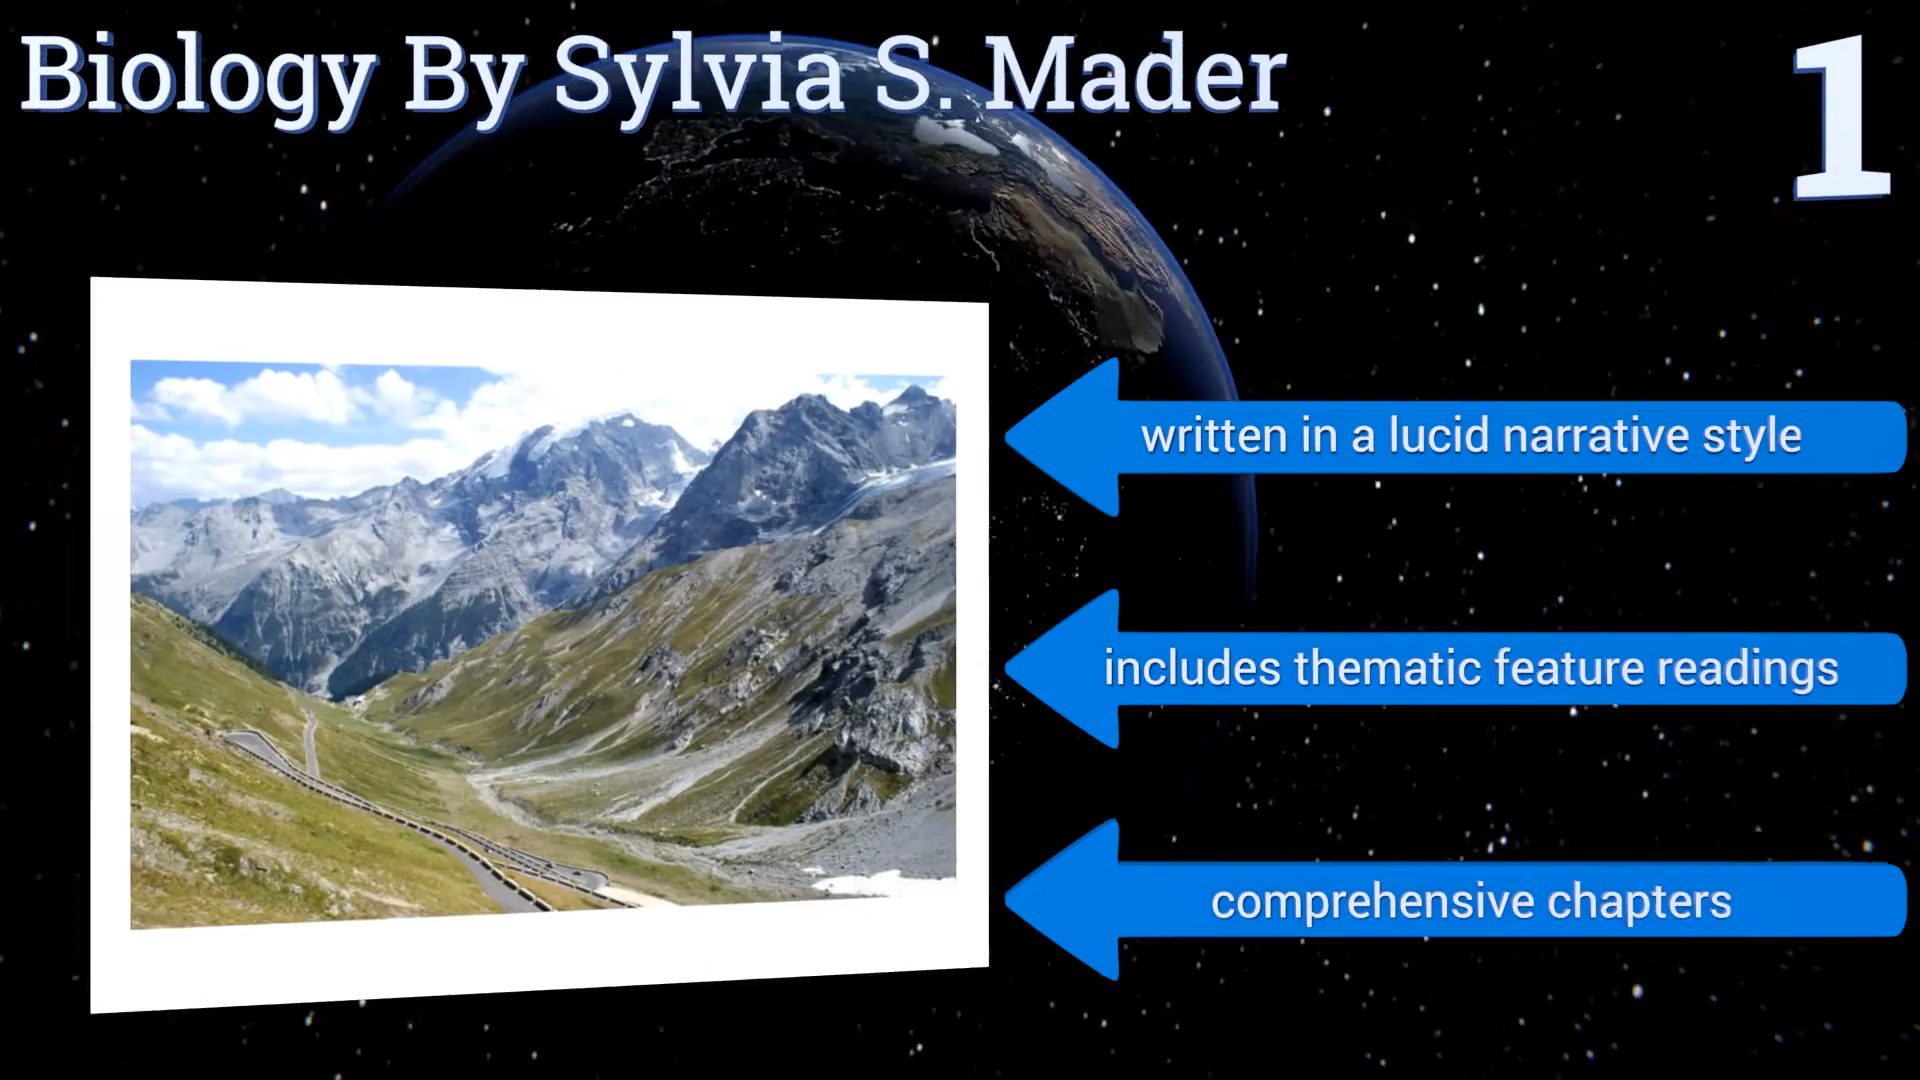 Biology By Sylvia S. Mader
1
written in a lucid narrative style
includes thematic feature readings
comprehensive chapters